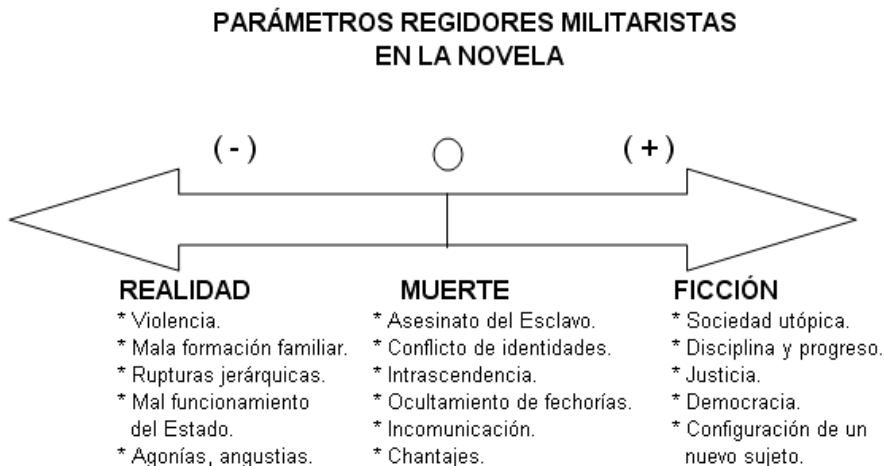 PARÁMETROS REGIDORES MILITARISTAS
EN LA NOVELA
( - )
( + )
REALIDAD
* Violencia.
* Mala formación familiar.
* Rupturas jerárquicas.
* Mal funcionamiento
del Estado.
* Agonías, angustias.
MUERTE
* Asesinato del Esclavo.
* Conflicto de identidades.
* Intrascendencia.
* Ocultamiento de fechorías.
* Incomunicación.
* Chantajes.
FICCIÓN
* Sociedad utópica.
* Disciplina y progreso.
* Justicia.
* Democracia.
* Configuración de un
nuevo sujeto.